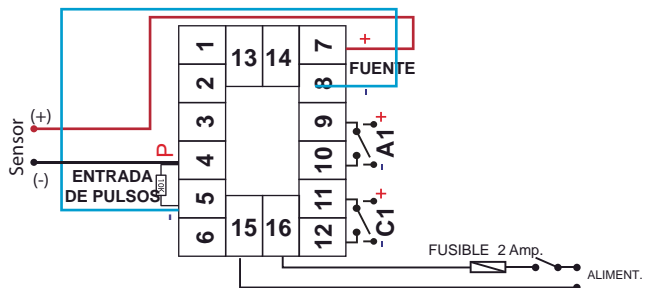 1
2
3
4
5
6
13 14
15 16
7
8
9
10
11
12
+
FUENTE
-
Sensor
(+)
(-)
P
ENTRADA
DE PULSOS
10K
-
+
A1
-
+
C1
-
FUSIBLE 2 Amp.
ALIMENT.